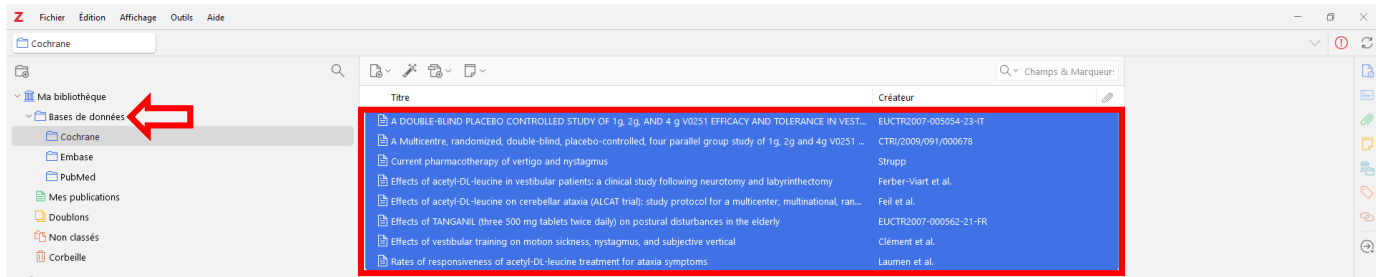 Z Fichier Édition Affichage Outils Aide
Cochrane
Champs & Marqueur:
Ma bibliothèque
Bases de données
Cochrane
Embase
PubMed
Mes publications
Doublons
Non classés
Corbeille
Titre Créateur
A DOUBLE-BLIND PLACEBO CONTROLLED STUDY OF 1g, 2g, AND 4 g V0251 EFFICACY AND TOLERANCE IN VEST... EUCTR2007-005054-23-IT
A Multicentre, randomized, double-blind, placebo-controlled, four parallel group study of 1g, 2g and 4g V0251 ... CTRI/2009/091/000678
Current pharmacotherapy of vertigo and nystagmus Strupp
Effects of acetyl-DL-leucine in vestibular patients: a clinical study following neurotomy and labyrinthectomy Ferber-Viart et al.
Effects of acetyl-DL-leucine on cerebellar ataxia (ALCAT trial): study protocol for a multicenter, multinational, ran... Feil et al.
Effects of TANGANIL (three 500 mg tablets twice daily) on postural disturbances in the elderly EUCTR2007-000562-21-FR
Effects of vestibular training on motion sickness, nystagmus, and subjective vertical Clément et al.
Rates of responsiveness of acetyl-DL-leucine treatment for ataxia symptoms Laumen et al.